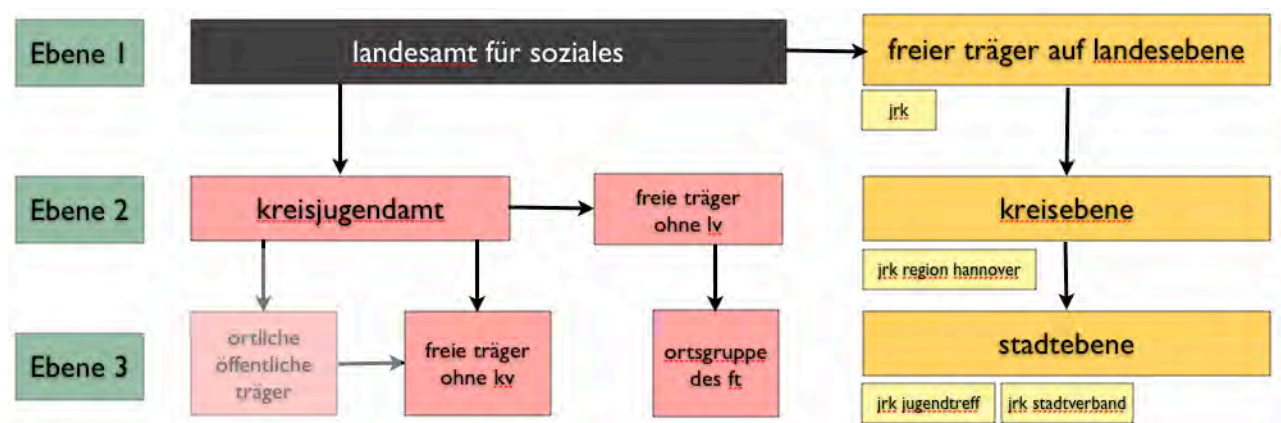 Ebene 1
landesamt für soziales
freier träger auf landesebene
jrk
Ebene 2
kreisjugendamt
freie träger
ohne lv
kreisebene
jrk region hannover
Ebene 3
örtliche
öffentliche
träger
freie träger
ohne kv
ortsgruppe
des ft
stadtebene
jrk jugendtreff
jrk stadtverband